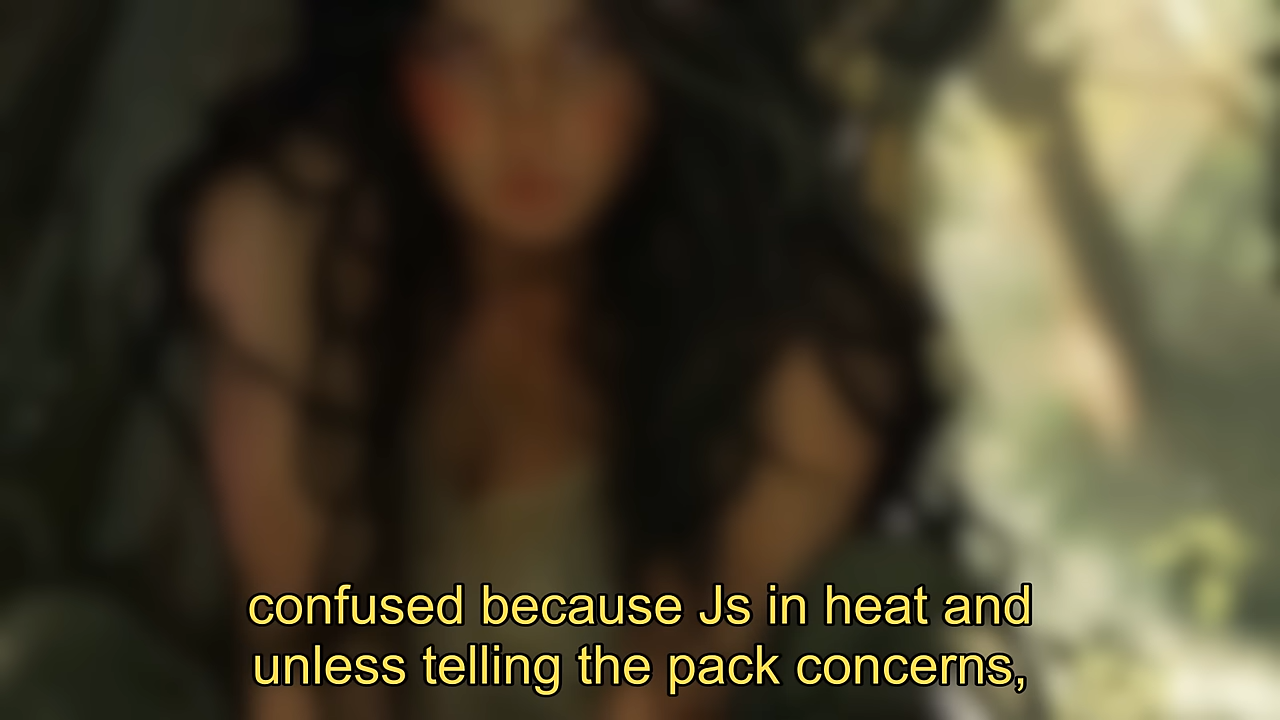 confused because Js in heat and
unless telling the pack concerns,